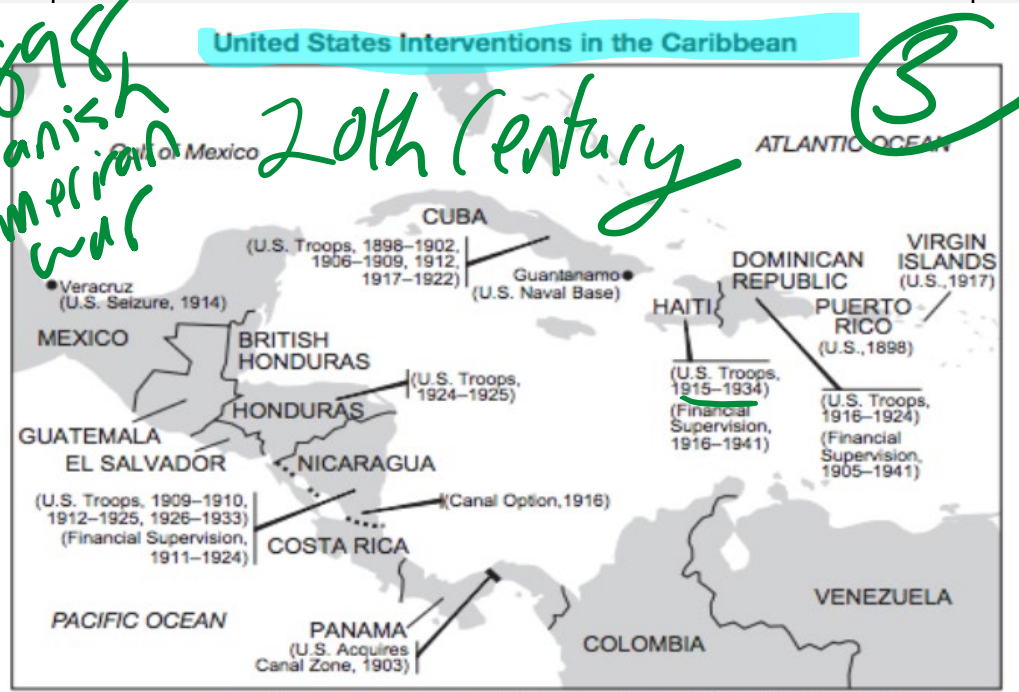 United States Interventions in the Caribbean
20th Century
3
war
Gulf of Mexico
ATLANTIC OCEAN
CUBA
(U.S. Troops, 1898–1902,
1906–1909, 1912,
1917–1922)
Guantanamo
(U.S. Naval Base)
DOMINICAN
REPUBLIC
VIRGIN
ISLANDS
(U.S.,1917)
Veracruz
(U.S. Seizure, 1914)
HAITI
PUERTO
RICO
(U.S.,1898)
MEXICO
BRITISH
HONDURAS
(U.S. Troops,
1924–1925)
(U.S. Troops,
1915–1934)
(Financial
Supervision,
1916–1941)
(U.S. Troops,
1916–1924)
(Financial
Supervision,
1905–1941)
HONDURAS
GUATEMALA
EL SALVADOR
NICARAGUA
(U.S. Troops, 1909–1910,
1912–1925, 1926–1933)
(Financial Supervision,
1911–1924)
(Canal Option,1916)
COSTA RICA
PACIFIC OCEAN
PANAMA
(U.S. Acquires
Canal Zone, 1903)
COLOMBIA
VENEZUELA